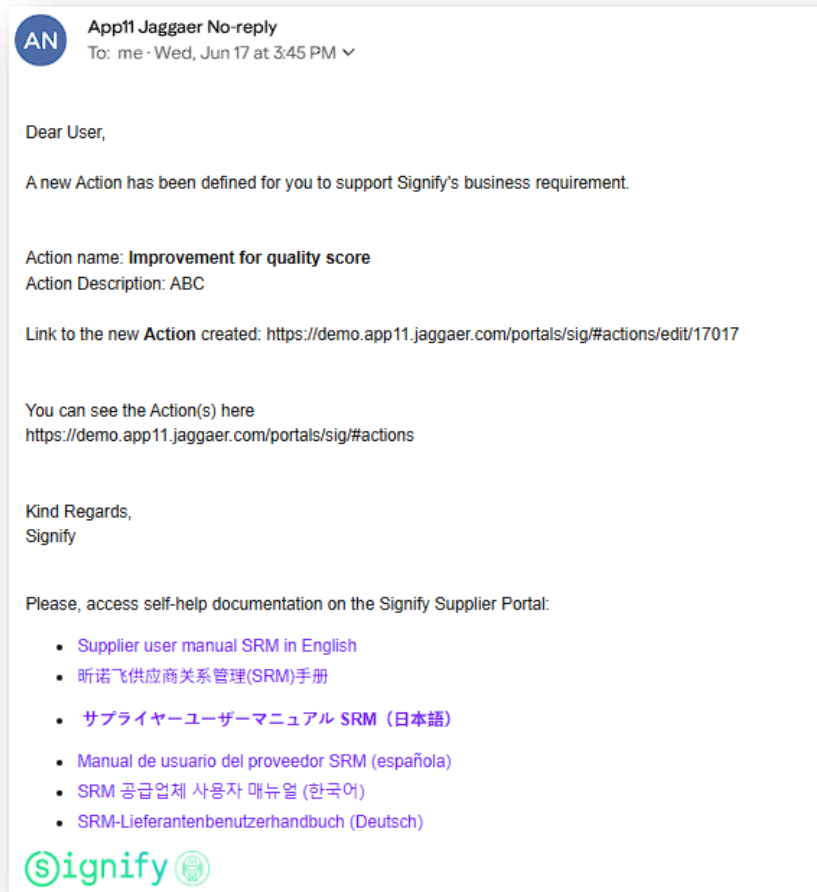 AN
App11 Jaggaer No-reply
To: me · Wed, Jun 17 at 3:45 PM
Dear User,
A new Action has been defined for you to support Signify's business requirement.
Action name: Improvement for quality score
Action Description: ABC
Link to the new Action created: https://demo.app11.jaggaer.com/portals/sig/#actions/edit/17017
You can see the Action(s) here
https://demo.app11.jaggaer.com/portals/sig/#actions
Kind Regards,
Signify
Please, access self-help documentation on the Signify Supplier Portal:
• Supplier user manual SRM in English
• 昕诺飞供应商关系管理(SRM)手册
• サプライヤーユーザーマニュアル SRM（日本語）
• Manual de usuario del proveedor SRM (española)
• SRM 공급업체 사용자 매뉴얼 (한국어)
• SRM-Lieferantenbenutzerhandbuch (Deutsch)
Signify